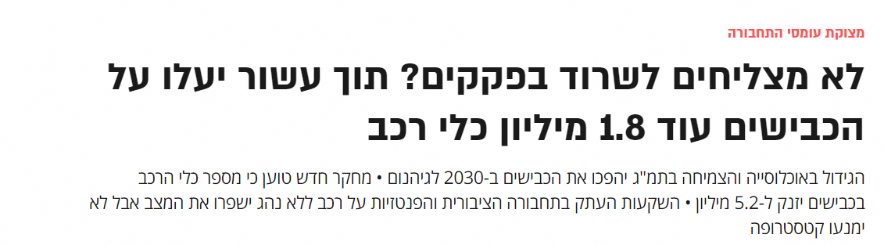 מצוקת עומסי התחבורה
לא מצליחים לשרוד בפקקים? תוך עשור יעלו על
הכבישים עוד 1.8 מיליון כלי רכב
הגידול באוכלוסייה והצמיחה בתמ"ג יהפכו את הכבישים ב-2030 לגיהנום • מחקר חדש טוען כי מספר כלי הרכב
בכבישים יזנק ל-5.2 מיליון • השקעות העתק בתחבורה הציבורית והפנטזיות על רכב ללא נהג ישפרו את המצב אבל לא
ימנעו קטסטרופה